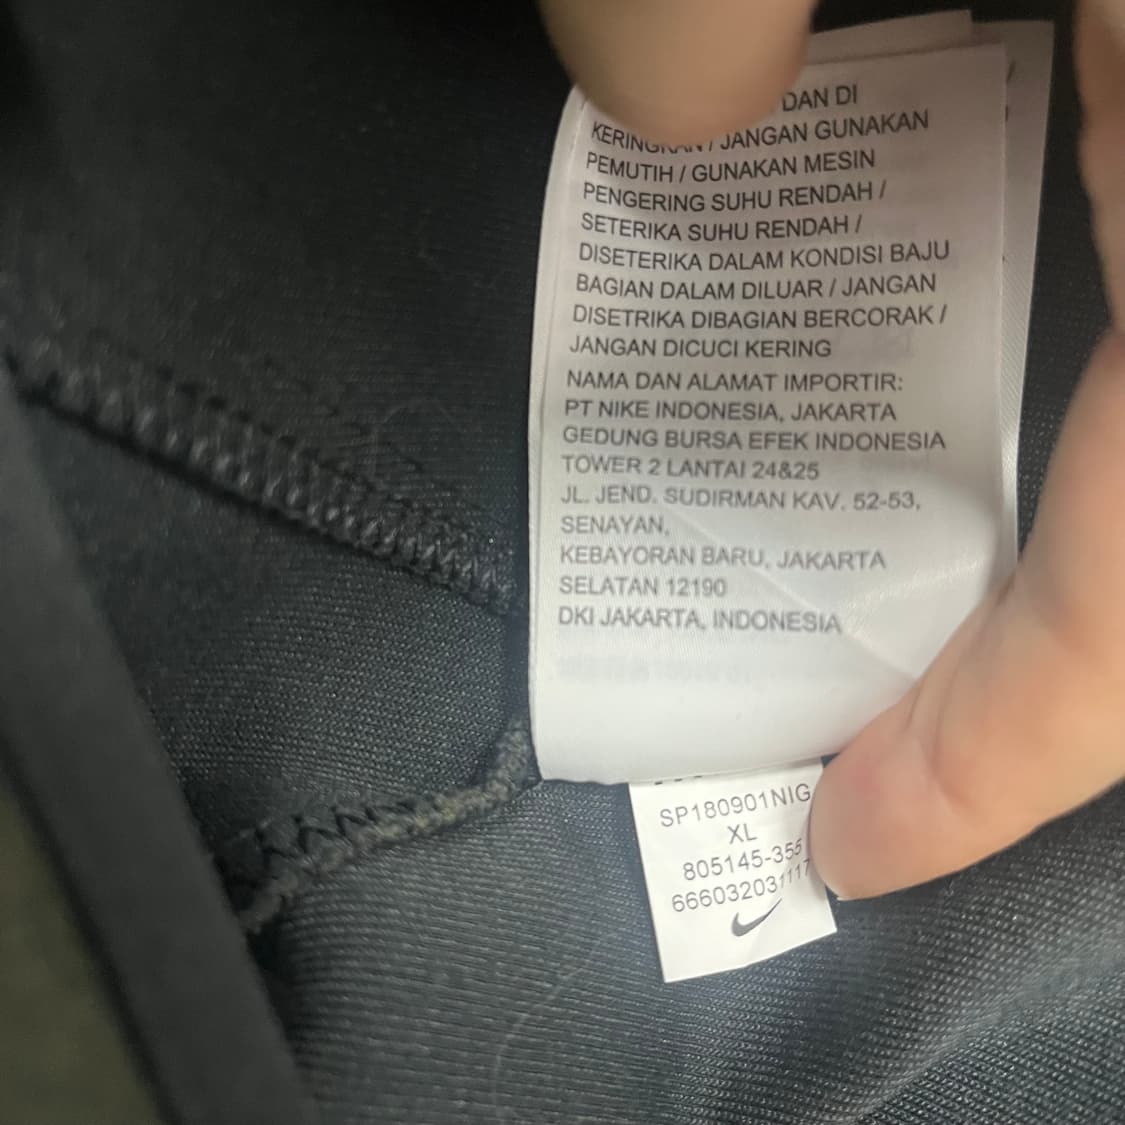 DAN DI
KERINGKAN / JANGAN GUNAKAN
PEMUTIH / GUNAKAN MESIN
PENGERING SUHU RENDAH /
SETERIKA SUHU RENDAH /
DISETERIKA DALAM KONDISI BAJU
BAGIAN DALAM DILUAR / JANGAN
DISETRIKA DIBAGIAN BERCORAK /
JANGAN DICUCI KERING
NAMA DAN ALAMAT IMPORTIR:
PT NIKE INDONESIA, JAKARTA
GEDUNG BURSA EFEK INDONESIA
TOWER 2 LANTAI 24&25
JL. JEND. SUDIRMAN KAV. 52-53,
SENAYAN,
KEBAYORAN BARU, JAKARTA
SELATAN 12190
DKI JAKARTA, INDONESIA
SP180901NIG
XL
805145-355
666032031117